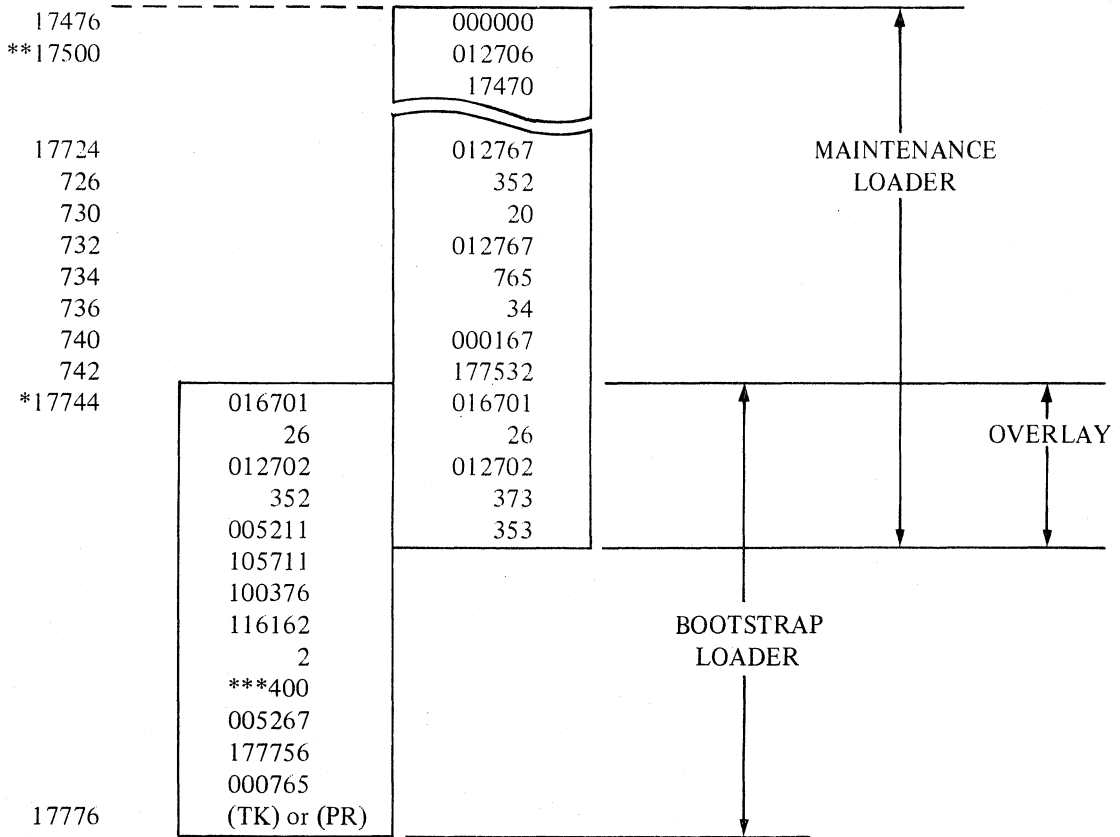 17476 000000
**17500 012706
17470
17724 012767 MAINTENANCE
726 352 LOADER
730 20
732 012767
734 765
736 34
740 000167
742 177532
*17744 016701 016701
26 26 OVERLAY
012702 012702
352 373
005211 353
105711
100376
116162 BOOTSTRAP
2 LOADER
***400
005267
177756
000765
17776 (TK) or (PR)